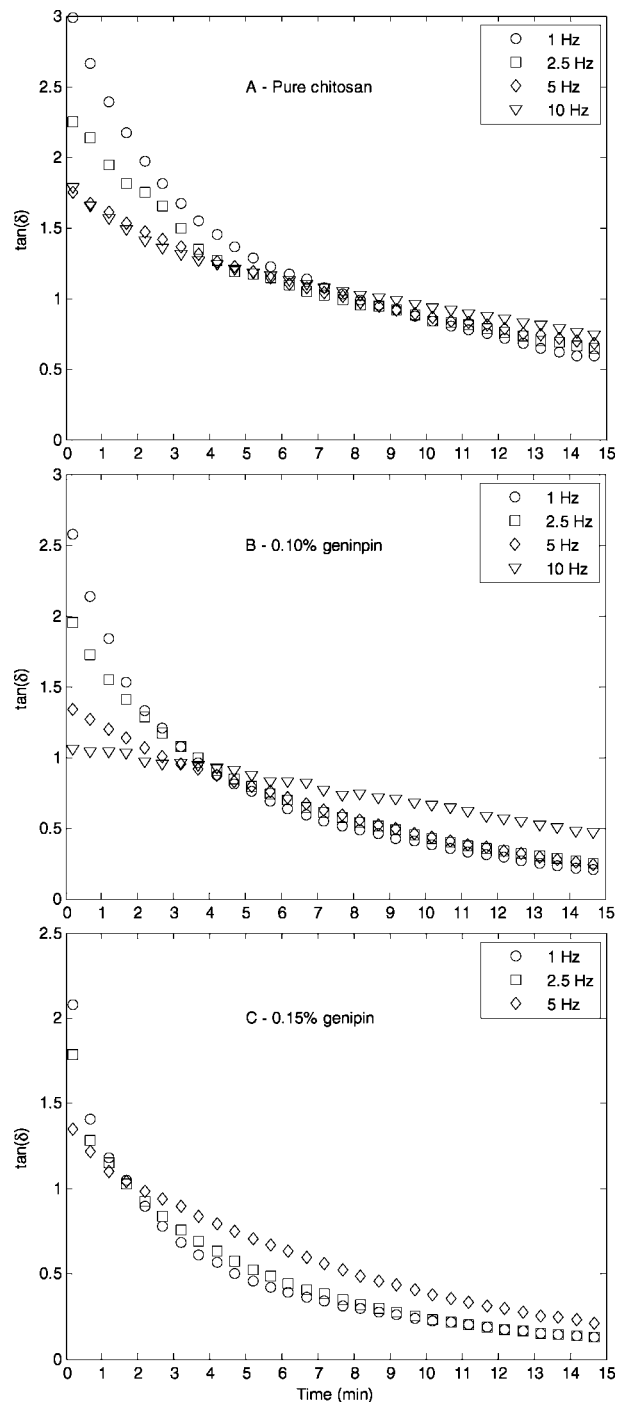 3
2.5
2
1.5
1
0.5
0
tan(δ)
A - Pure chitosan
1 Hz
2.5 Hz
5 Hz
10 Hz
0 1 2 3 4 5 6 7 8 9 10 11 12 13 14 15
3
2.5
2
1.5
1
0.5
0
tan(δ)
B - 0.10% geninpin
1 Hz
2.5 Hz
5 Hz
10 Hz
0 1 2 3 4 5 6 7 8 9 10 11 12 13 14 15
2.5
2
1.5
1
0.5
0
tan(δ)
C - 0.15% genipin
1 Hz
2.5 Hz
5 Hz
0 1 2 3 4 5 6 7 8 9 10 11 12 13 14 15
Time (min)